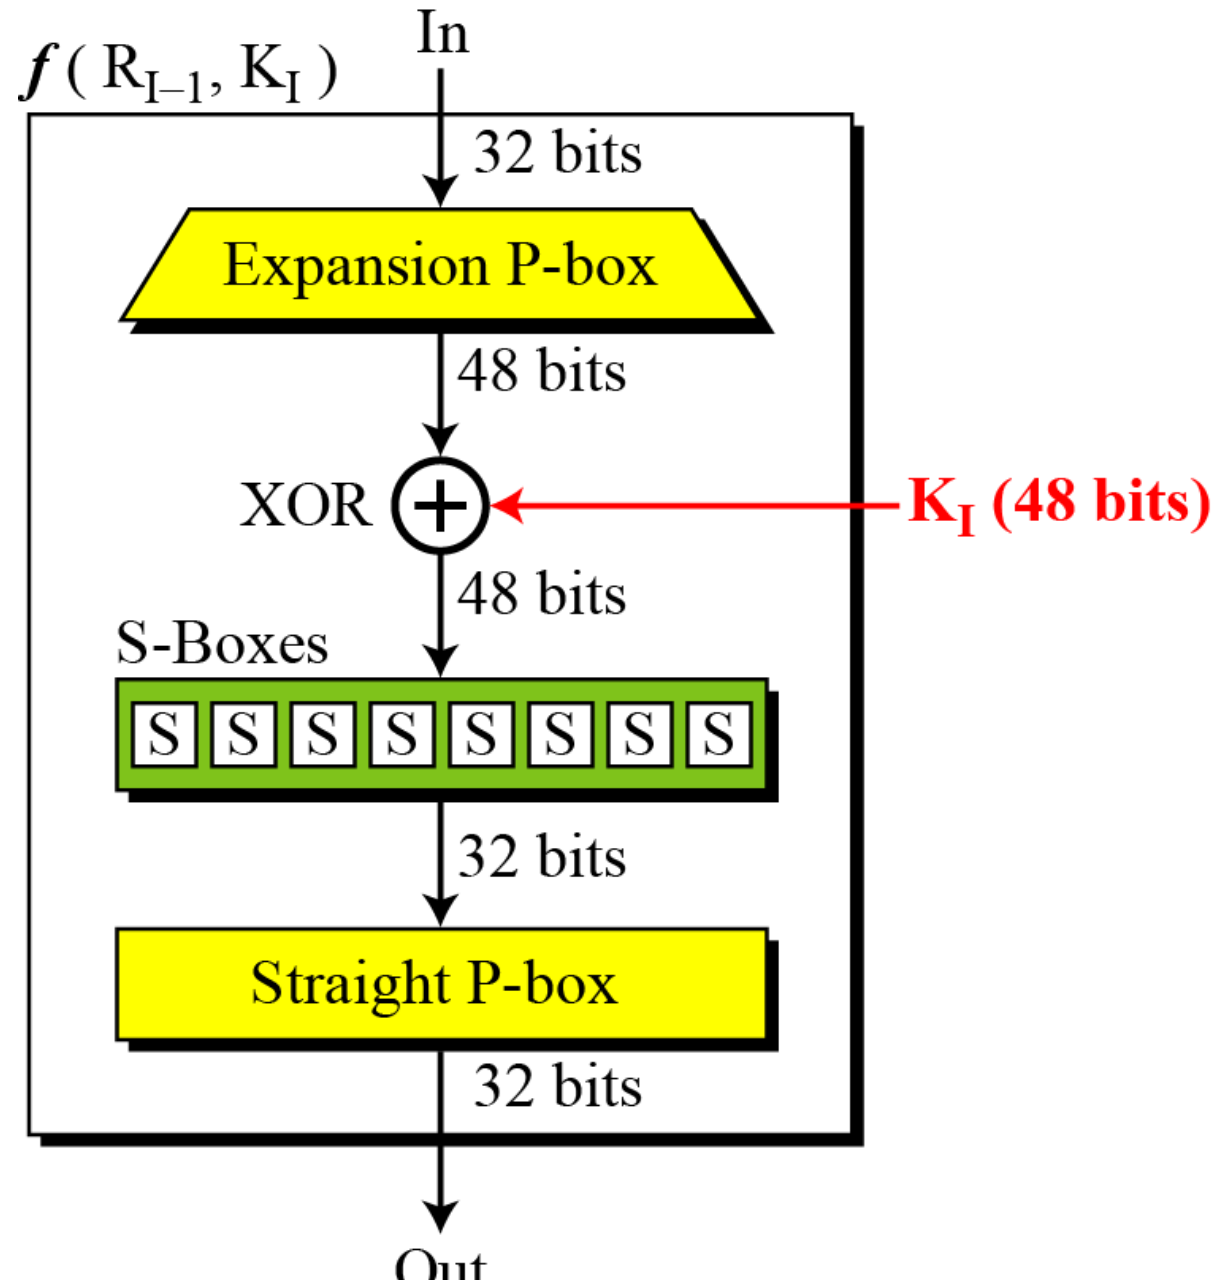 In
f ( R_I–1, K_I )
32 bits
Expansion P-box
48 bits
XOR
+
K_I (48 bits)
48 bits
S-Boxes
S S S S S S S S
32 bits
Straight P-box
32 bits
Out